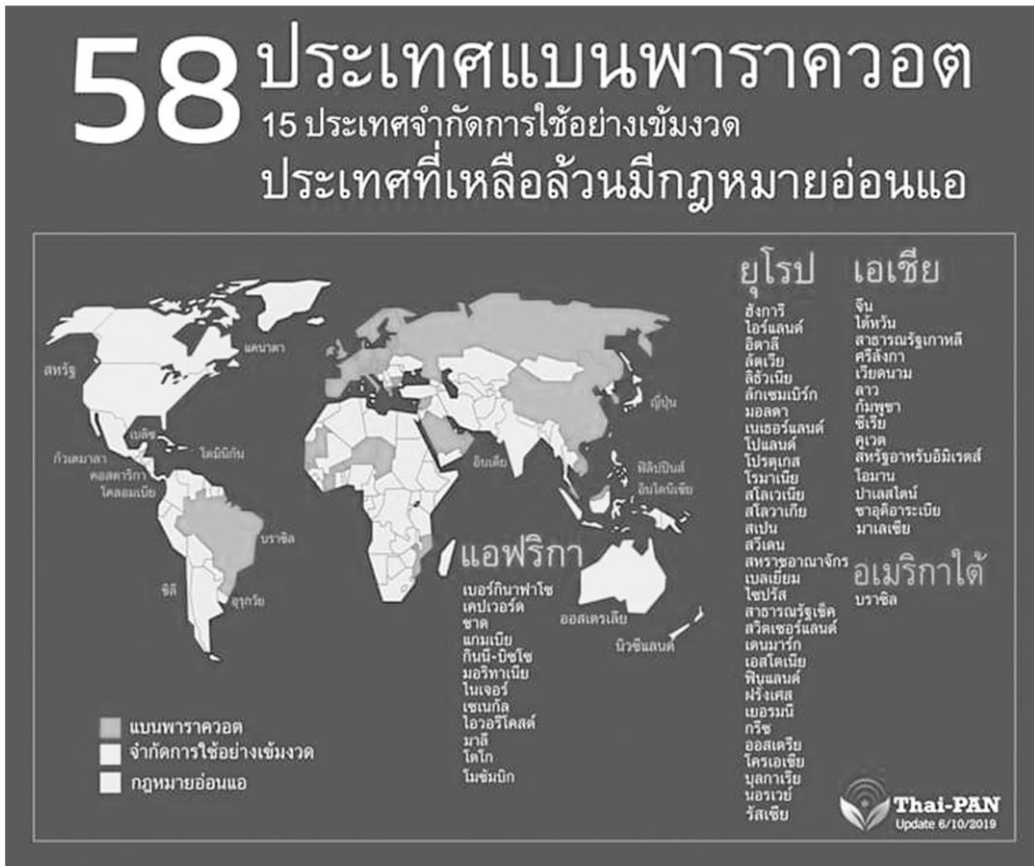 58 ประเทศแบนพาราควอต
15 ประเทศจำกัดการใช้อย่างเข้มงวด
ประเทศที่เหลือล้วนมีกฎหมายอ่อนแอ
สหรัฐ
แคนาดา
เบลิซ
โดมินิกัน
กัวเตมาลา
คอสตาริกา
โคลอมเบีย
บราซิล
ชิลี
อุรุกวัย
ญี่ปุ่น
อินเดีย
ฟิลิปปินส์
อินโดนิเซีย
ออสเตรเลีย
นิวซีแลนด์
แบนพาราควอต
จำกัดการใช้อย่างเข้มงวด
กฎหมายอ่อนแอ
แอฟริกา
เบอร์กินาฟาโซ
เคปเวอร์ด
ชาด
แกมเบีย
กินนี-บิซโซ
มอริทาเนีย
ไนเจอร์
เซเนกัล
ไอวอรีโคสต์
มาลี
โตโก
โมซัมบิก
ยุโรป
ฮังการี
ไอร์แลนด์
อิตาลี
ลัตเวีย
ลิธัวเนีย
ลักเซมเบิร์ก
มอลตา
เนเธอร์แลนด์
โปแลนด์
โปรตุเกส
โรมาเนีย
สโลเวเนีย
สโลวาเกีย
สเปน
สวีเดน
สหราชอาณาจักร
เบลเยี่ยม
ไซปรัส
สาธารณรัฐเช็ค
สวิตเซอร์แลนด์
เดนมาร์ก
เอสโตเนีย
ฟินแลนด์
ฝรั่งเศส
เยอรมนี
กรีซ
ออสเตรีย
โครเอเชีย
บุลกาเรีย
นอรเวย์
รัสเซีย
เอเชีย
จีน
ไต้หวัน
สาธารณรัฐเกาหลี
ศรีลังกา
เวียดนาม
ลาว
กัมพูชา
ซีเรีย
คูเวต
สหรัฐอาหรับอิมิเรตส์
โอมาน
ปาเลสไตน์
ซาอุดิอาระเบีย
มาเลเซีย
อเมริกาใต้
บราซิล
Thai-PAN
Update 6/10/2019